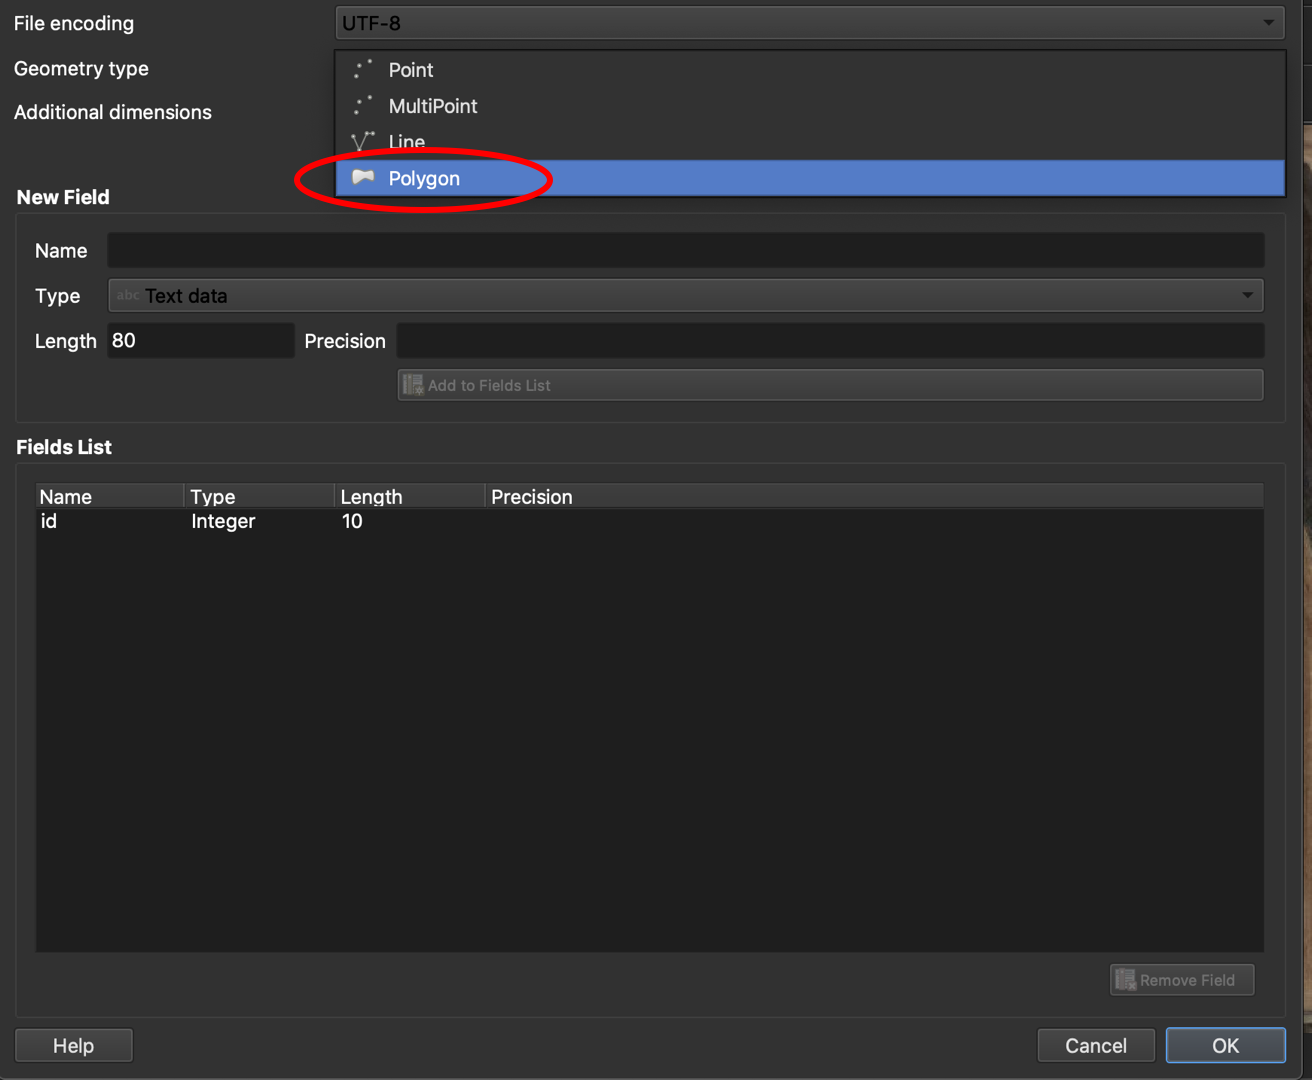 File encoding UTF-8
Geometry type Point
MultiPoint
Additional dimensions
Line
Polygon
New Field
Name
Type abc Text data
Length 80 Precision
Add to Fields List
Fields List
Name Type Length Precision
id Integer 10
Remove Field
Help Cancel OK